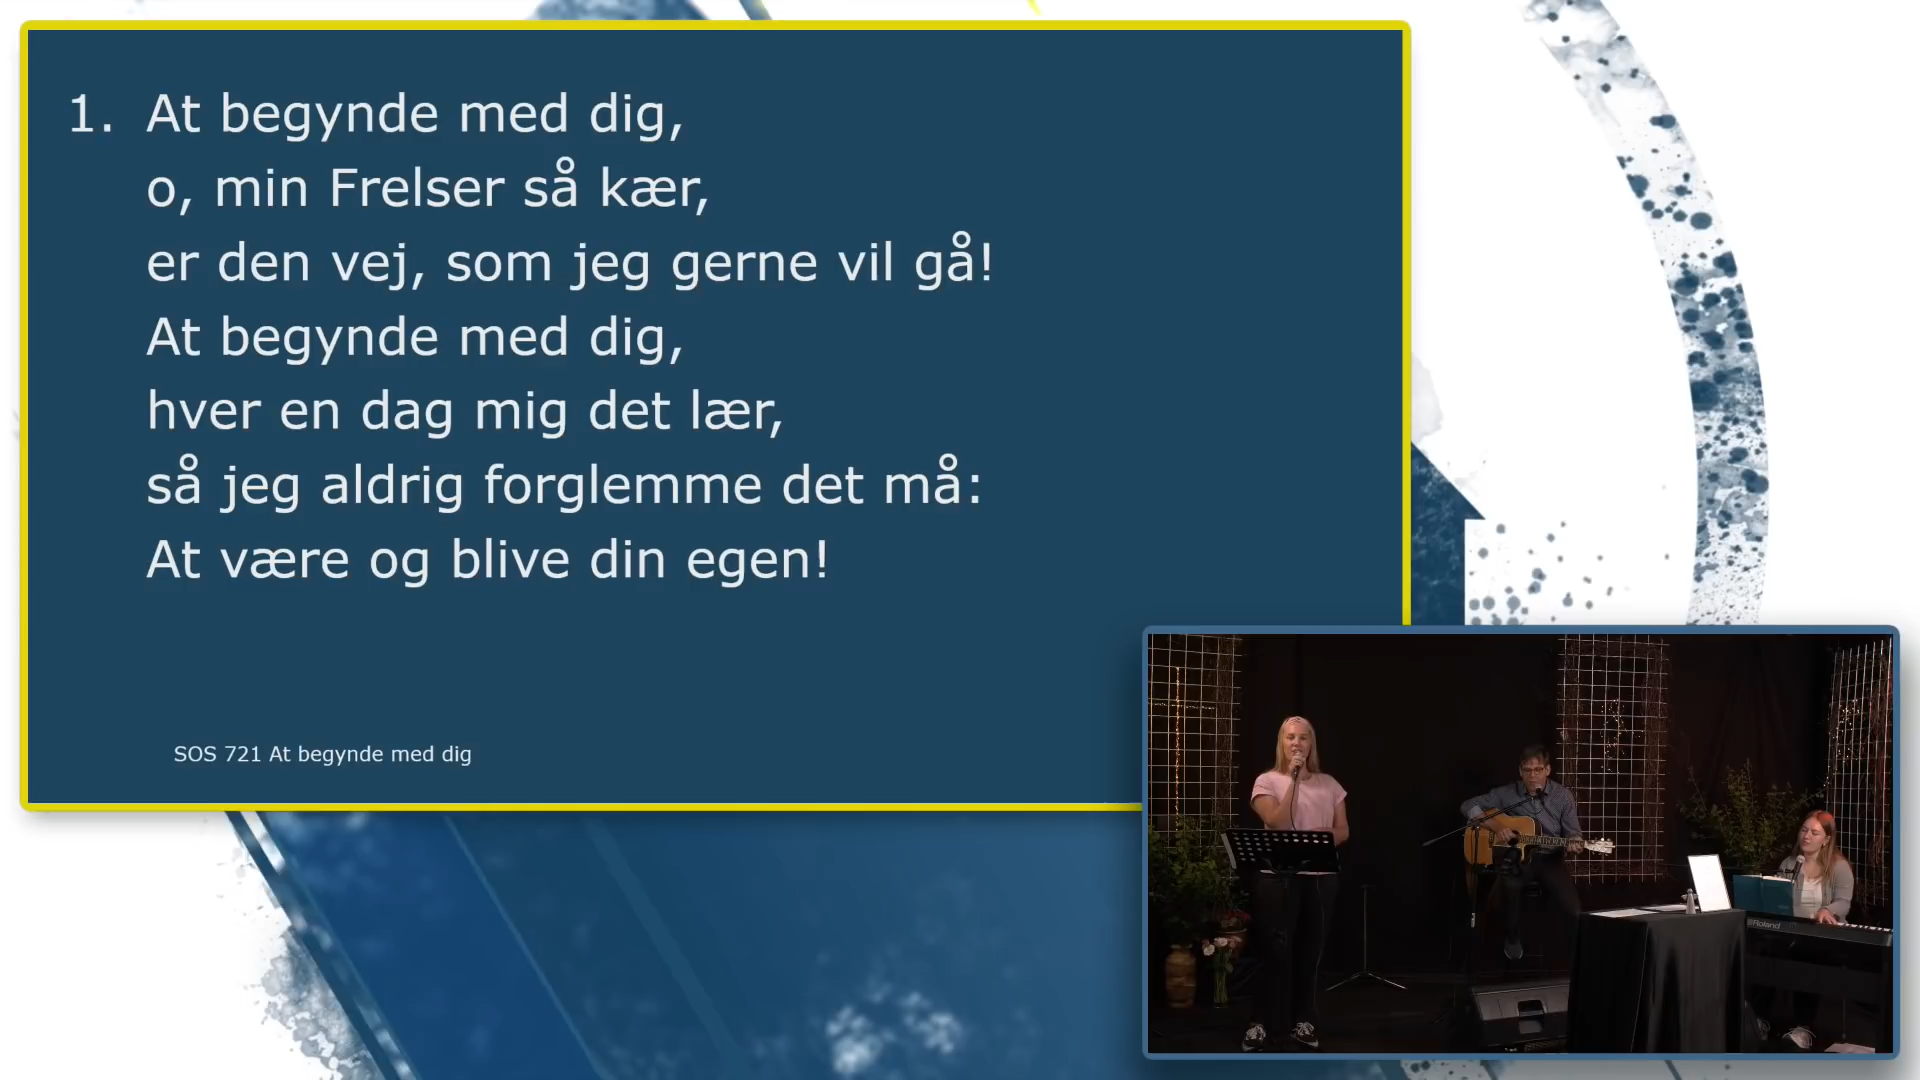 1. At begynde med dig,
o, min Frelser så kær,
er den vej, som jeg gerne vil gå!
At begynde med dig,
hver en dag mig det lær,
så jeg aldrig forglemme det må:
At være og blive din egen!
SOS 721 At begynde med dig
Roland